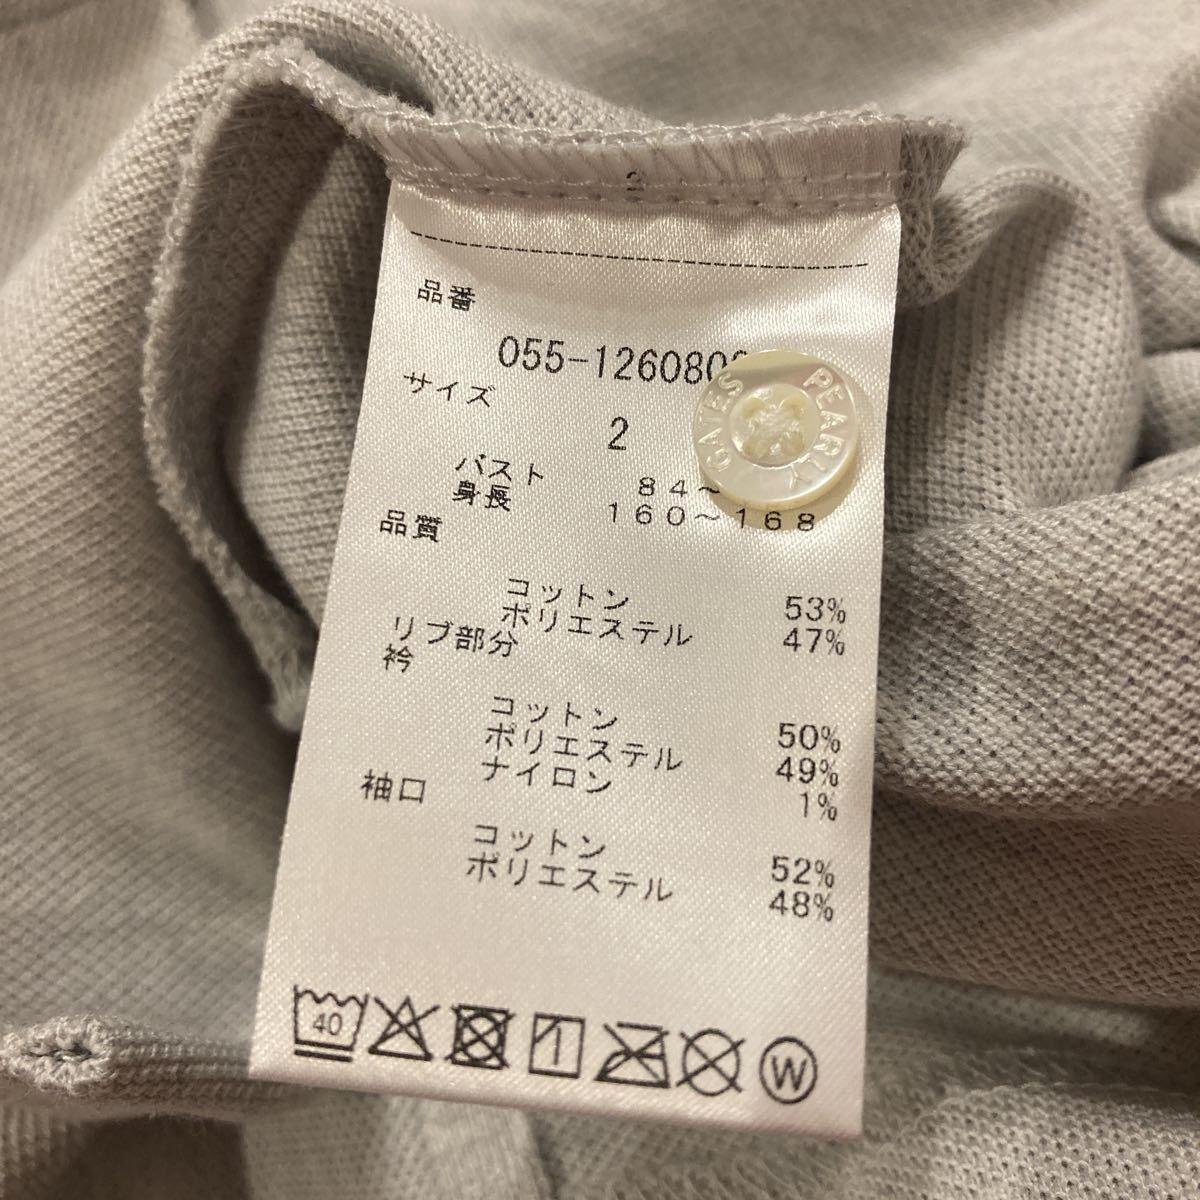 2
品番
055-126080
サイズ
2
バスト 84~
身長 160~168
品質
コットン 53%
ポリエステル 47%
リブ部分
衿
コットン 50%
ポリエステル 49%
ナイロン 1%
袖口
コットン 52%
ポリエステル 48%
40
W
PEARLY GATES